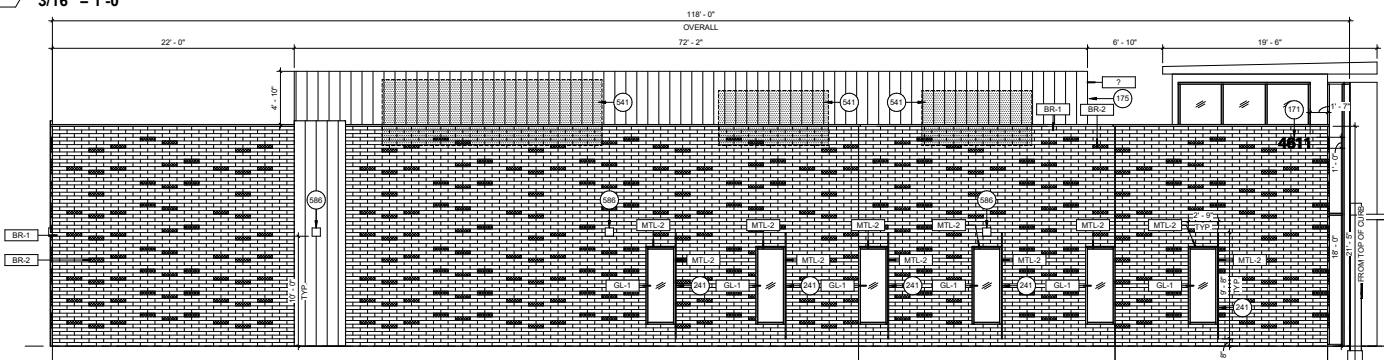 3/16" = 1'-0"
118' - 0"
OVERALL
22' - 0"
72' - 2"
6' - 10"
19' - 6"
4' - 10"
?
541
541
541
175
BR-1
BR-2
171
1' - 7"
4611
1' - 0"
586
586
586
2' - 9"
TYP
MTL-2
MTL-2
MTL-2
MTL-2
MTL-2
MTL-2
BR-1
BR-2
MTL-2
MTL-2
MTL-2
MTL-2
MTL-2
GL-1
241
GL-1
241
GL-1
241
GL-1
241
GL-1
GL-1
241
10' - 0"
TYP
TYP
8"
18' - 0"
21' - 5"
FROM TOP OF CURB